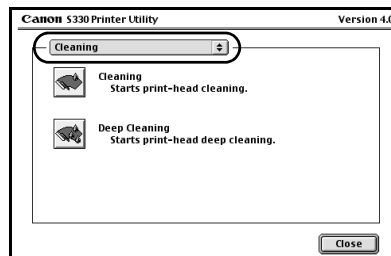 Canon S330 Printer Utility Version 4.0
Cleaning
Cleaning
Starts print-head cleaning.
Deep Cleaning
Starts print-head deep cleaning.
Close